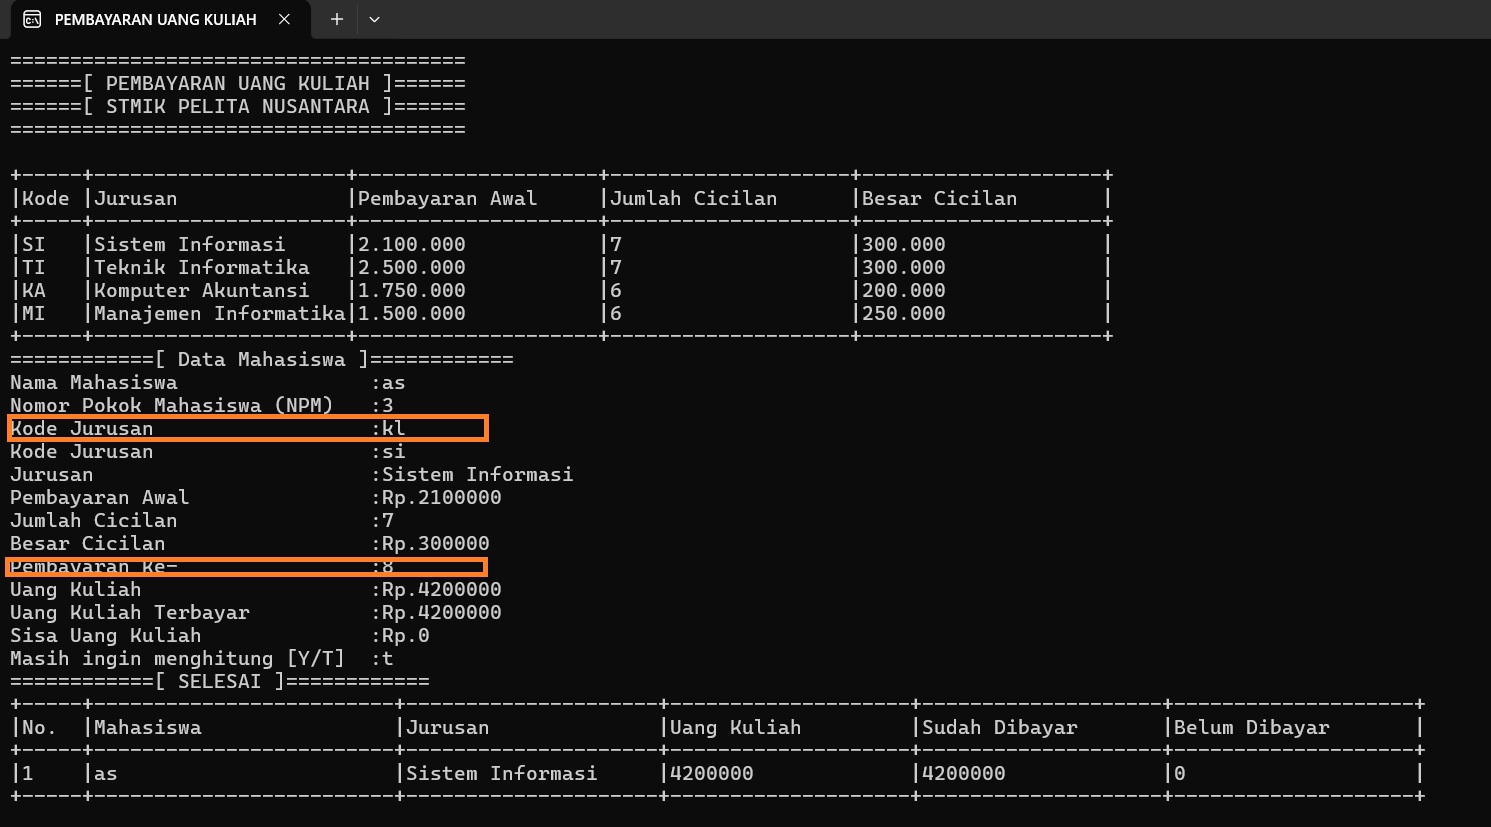 PEMBAYARAN UANG KULIAH
======================================
======[ PEMBAYARAN UANG KULIAH ]======
======[ STMIK PELITA NUSANTARA ]======
======================================
+-----+---------------------+--------------------+--------------------+--------------------+
|Kode |Jurusan              |Pembayaran Awal     |Jumlah Cicilan      |Besar Cicilan       |
+-----+---------------------+--------------------+--------------------+--------------------+
|SI   |Sistem Informasi     |2.100.000           |7                   |300.000             |
|TI   |Teknik Informatika   |2.500.000           |7                   |300.000             |
|KA   |Komputer Akuntansi   |1.750.000           |6                   |200.000             |
|MI   |Manajemen Informatika|1.500.000           |6                   |250.000             |
+-----+---------------------+--------------------+--------------------+--------------------+
============[ Data Mahasiswa ]============
Nama Mahasiswa                :as
Nomor Pokok Mahasiswa (NPM)   :3
Kode Jurusan                  :kl
Kode Jurusan                  :si
Jurusan                       :Sistem Informasi
Pembayaran Awal               :Rp.2100000
Jumlah Cicilan                :7
Besar Cicilan                 :Rp.300000
Pembayaran Ke-                :8
Uang Kuliah                   :Rp.4200000
Uang Kuliah Terbayar          :Rp.4200000
Sisa Uang Kuliah              :Rp.0
Masih ingin menghitung [Y/T]  :t
============[ SELESAI ]============
+-----+-------------------------+---------------------+--------------------+--------------------+--------------------+
|No.  |Mahasiswa                |Jurusan              |Uang Kuliah         |Sudah Dibayar       |Belum Dibayar       |
+-----+-------------------------+---------------------+--------------------+--------------------+--------------------+
|1    |as                       |Sistem Informasi     |4200000             |4200000             |0                   |
+-----+-------------------------+---------------------+--------------------+--------------------+--------------------+